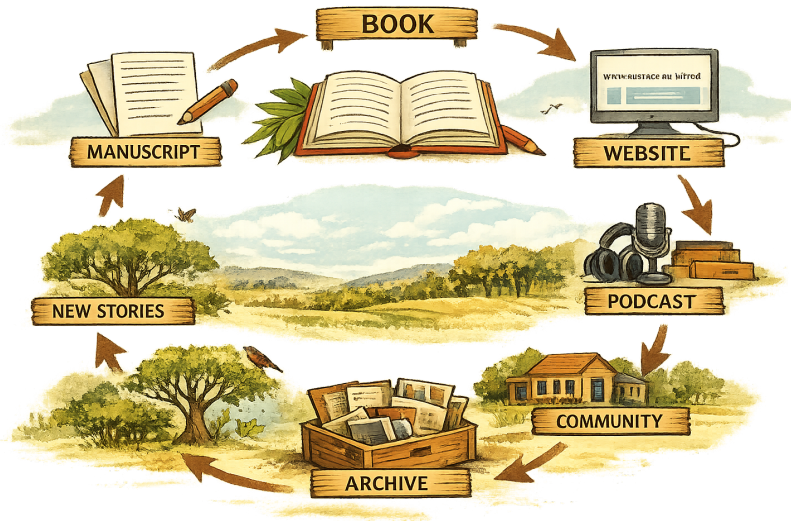 BOOK
MANUSCRIPT
WEBSITE
NEW STORIES
PODCAST
COMMUNITY
ARCHIVE